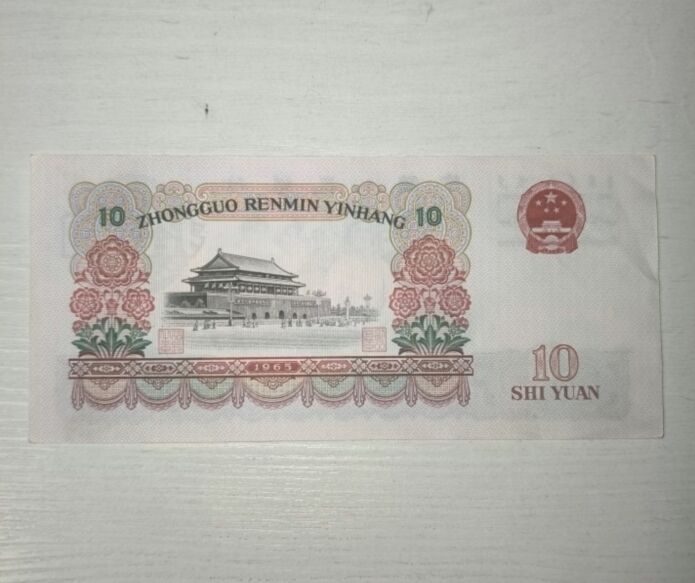 10 ZHONGGUO RENMIN YINHANG 10
1965
10
SHI YUAN